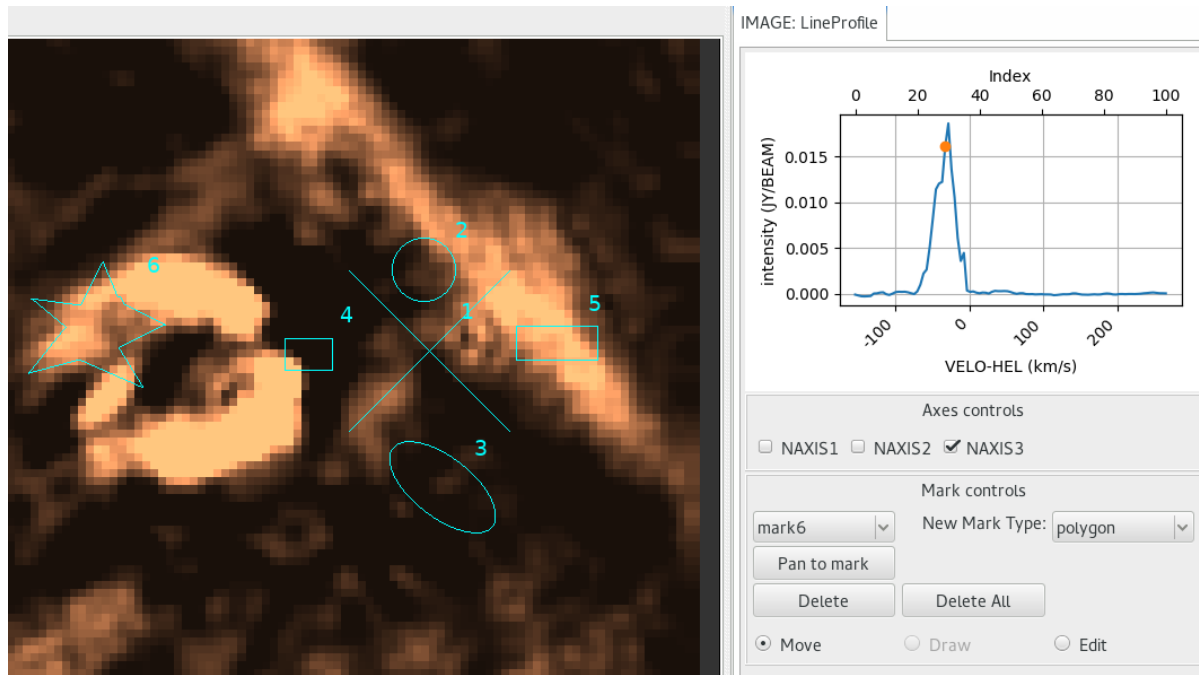 IMAGE: LineProfile
2
6
4
1
5
3
Index
0 20 40 60 80 100
intensity (JY/BEAM)
0.015
0.010
0.005
0.000
-100 0 100 200
VELO-HEL (km/s)
Axes controls
NAXIS1 NAXIS2 NAXIS3
Mark controls
mark6 New Mark Type: polygon
Pan to mark
Delete Delete All
Move Draw Edit